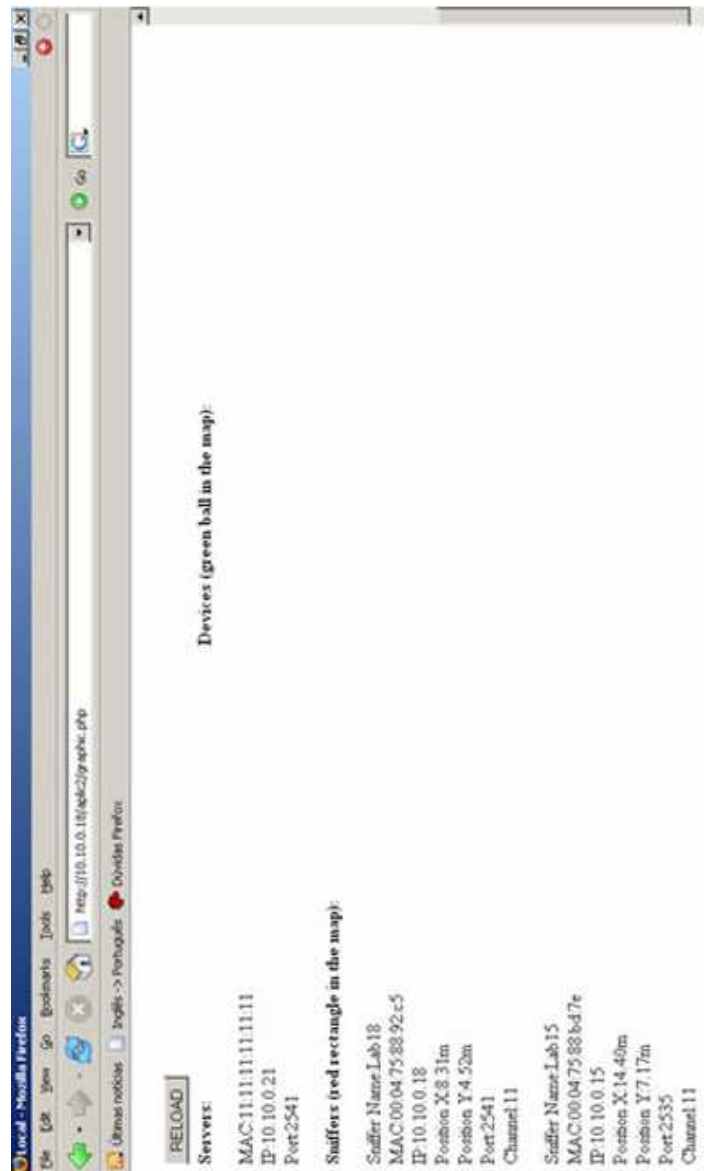 Local - Mozilla Firefox
File Edit View Go Bookmarks Tools Help
http://10.10.0.18/aplic2/graphic.php
Go
Últimas notícias Inglês -> Português Dúvidas Firefox
RELOAD
Servers:
Devices (green ball in the map):
MAC:11:11:11:11:11:11
IP:10.10.0.21
Port:2541
Sniffers (red rectangle in the map):
Sniffer Name:Lab18
MAC:00:04:75:88:92:c5
IP:10.10.0.18
Position X:8.31m
Position Y:4.52m
Port:2541
Channel:11
Sniffer Name:Lab15
MAC:00:04:75:88:bd:7e
IP:10.10.0.15
Position X:14.40m
Position Y:7.17m
Port:2535
Channel:11